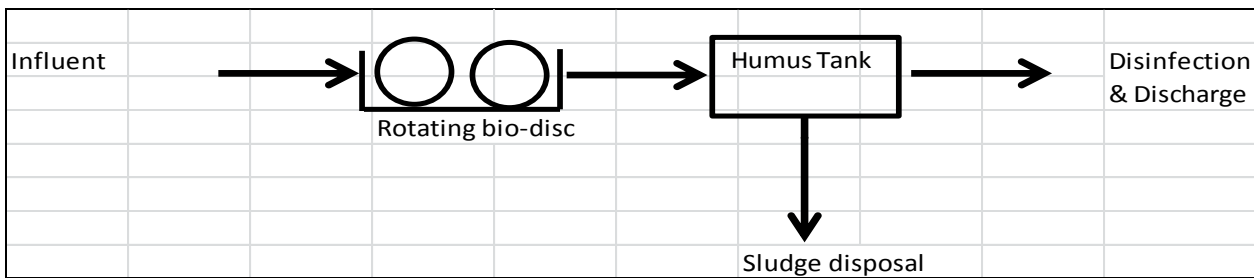 Influent
Rotating bio-disc
Humus Tank
Disinfection
& Discharge
Sludge disposal